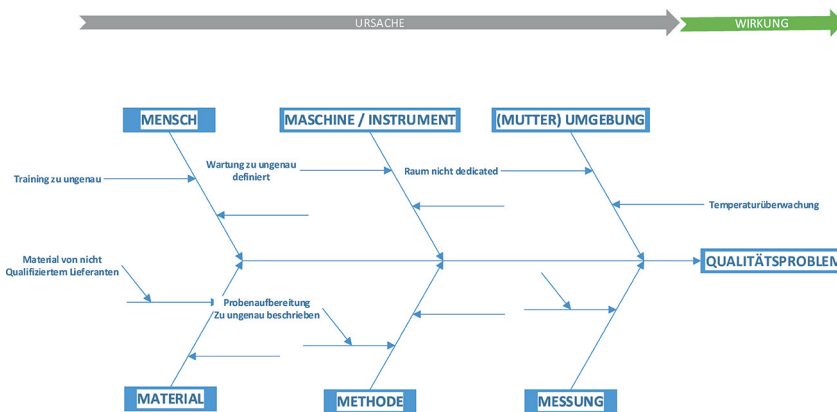 URSACHE
WIRKUNG
MENSCH
MASCHINE / INSTRUMENT
(MUTTER) UMGEBUNG
Training zu ungenau
Wartung zu ungenau
definiert
Raum nicht dedicated
Temperaturüberwachung
Material von nicht
Qualifiziertem Lieferanten
QUALITÄTSPROBLEM
Probenaufbereitung
Zu ungenau beschrieben
MATERIAL
METHODE
MESSUNG